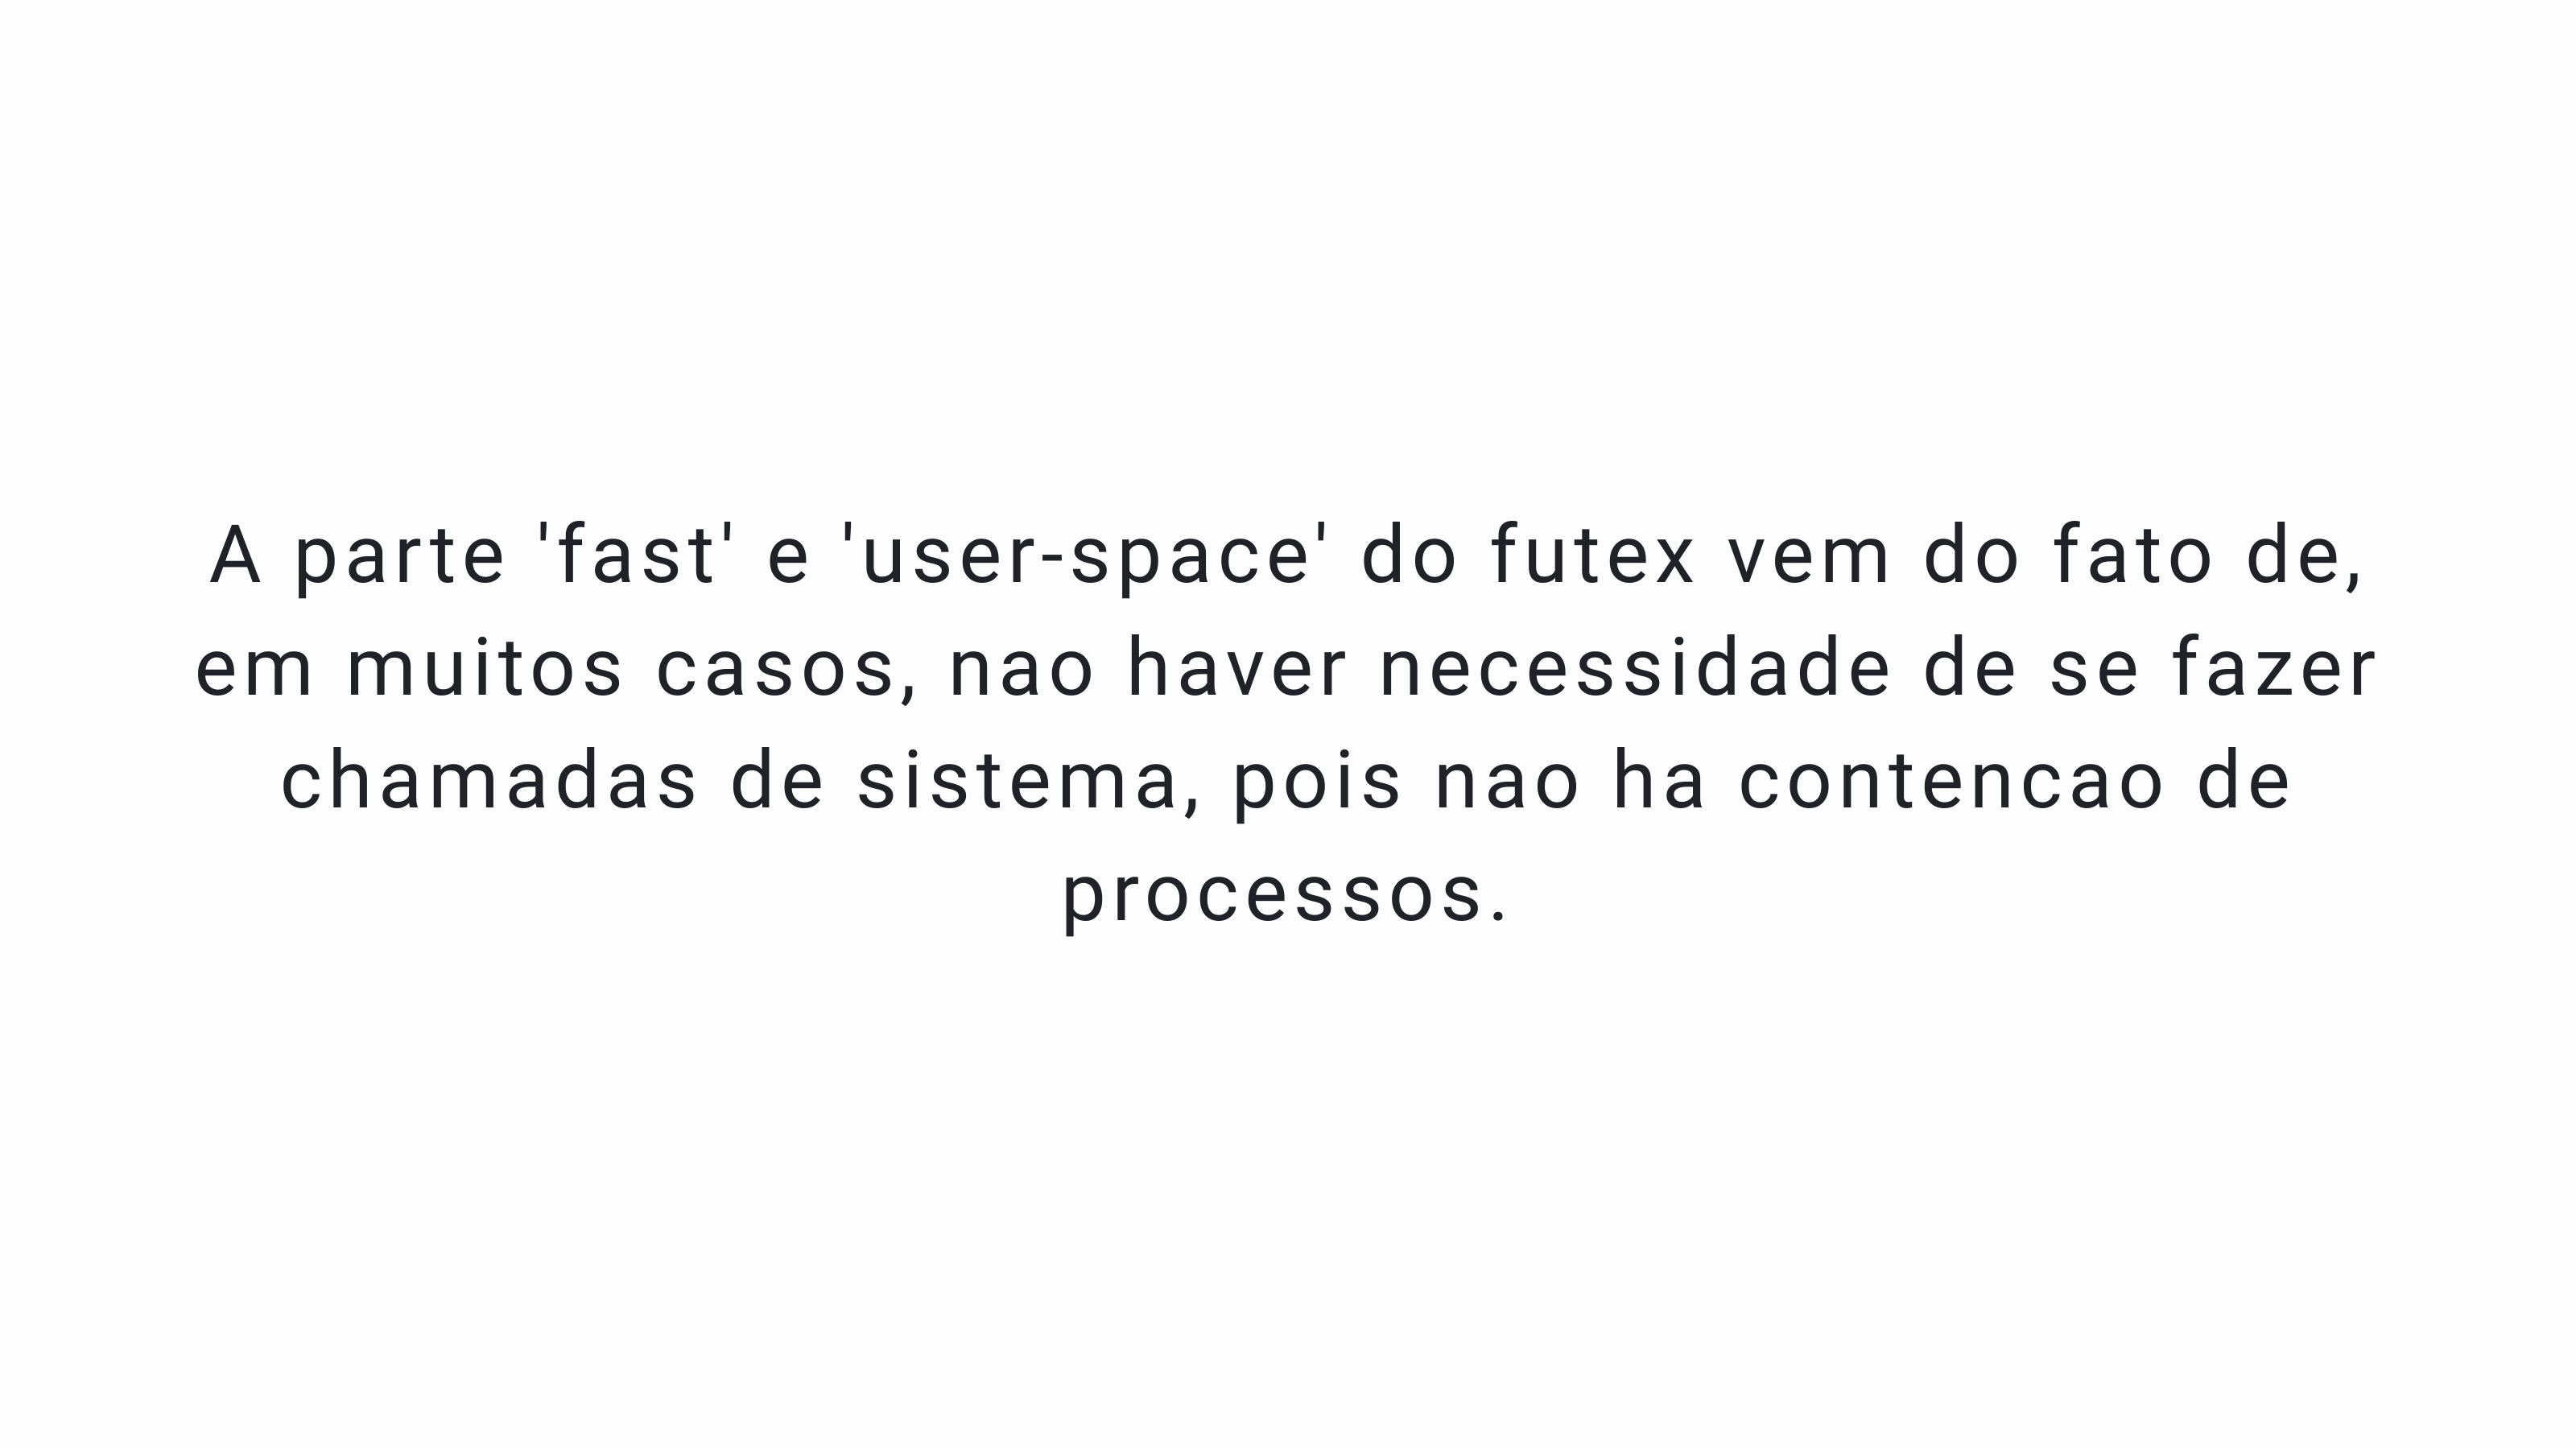 A parte 'fast' e 'user-space' do futex vem do fato de,
em muitos casos, nao haver necessidade de se fazer
chamadas de sistema, pois nao ha contencao de
processos.